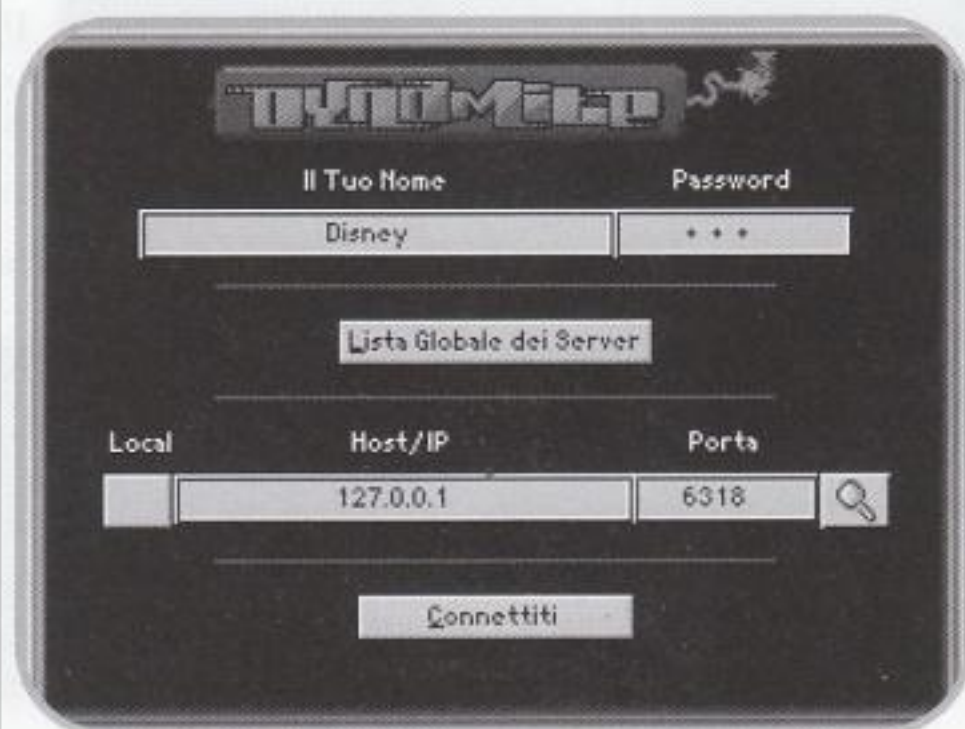 DYNOMITE
Il Tuo Nome Password
Disney • • •
Lista Globale dei Server
Local Host/IP Porta
127.0.0.1 6318
Connettiti